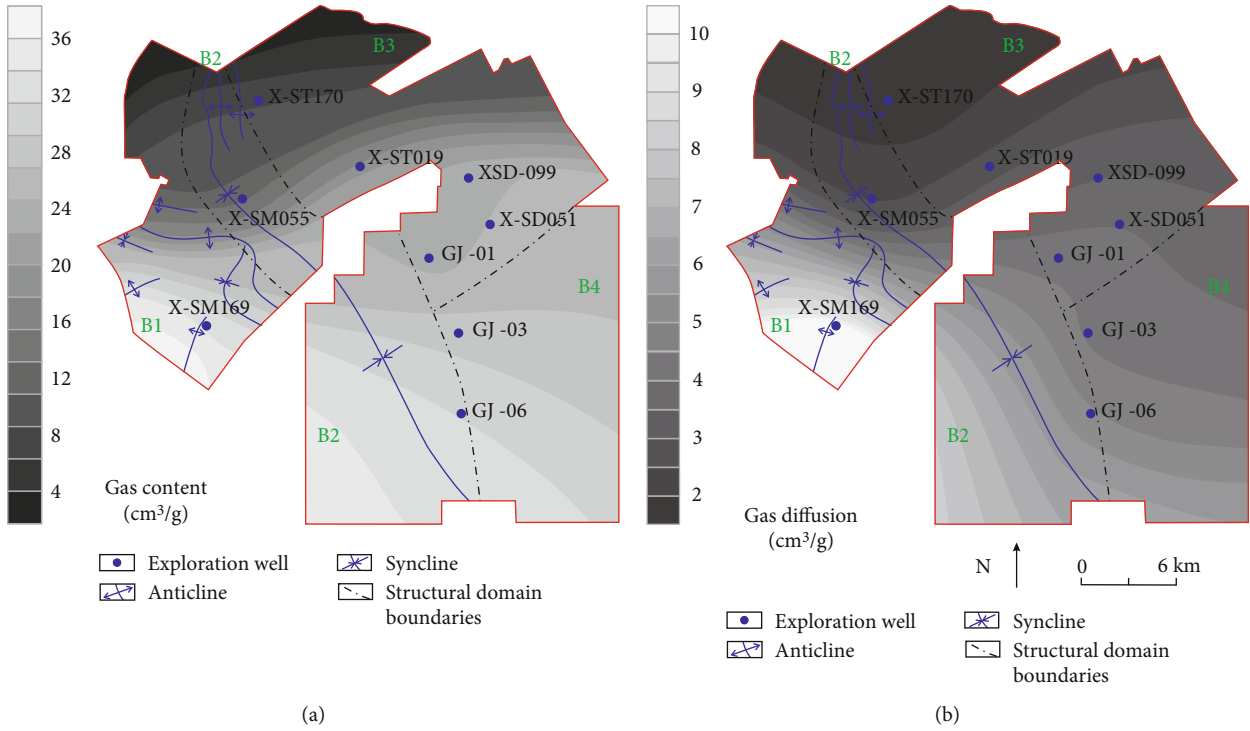 36
32
28
24
20
16
12
8
4
B3
B2
X-ST170
X-ST019
XSD-099
X-SM055
X-SD051
GJ -01
B4
X-SM169
B1
GJ -03
GJ -06
B2
Gas content
(cm³/g)
Exploration well
Syncline
Anticline
Structural domain
boundaries
(a)
10
9
8
7
6
5
4
3
2
B3
B2
X-ST170
X-ST019
XSD-099
X-SM055
X-SD051
GJ -01
B4
X-SM169
B1
GJ -03
GJ -06
B2
Gas diffusion
(cm³/g)
N
0
6 km
Exploration well
Syncline
Anticline
Structural domain
boundaries
(b)